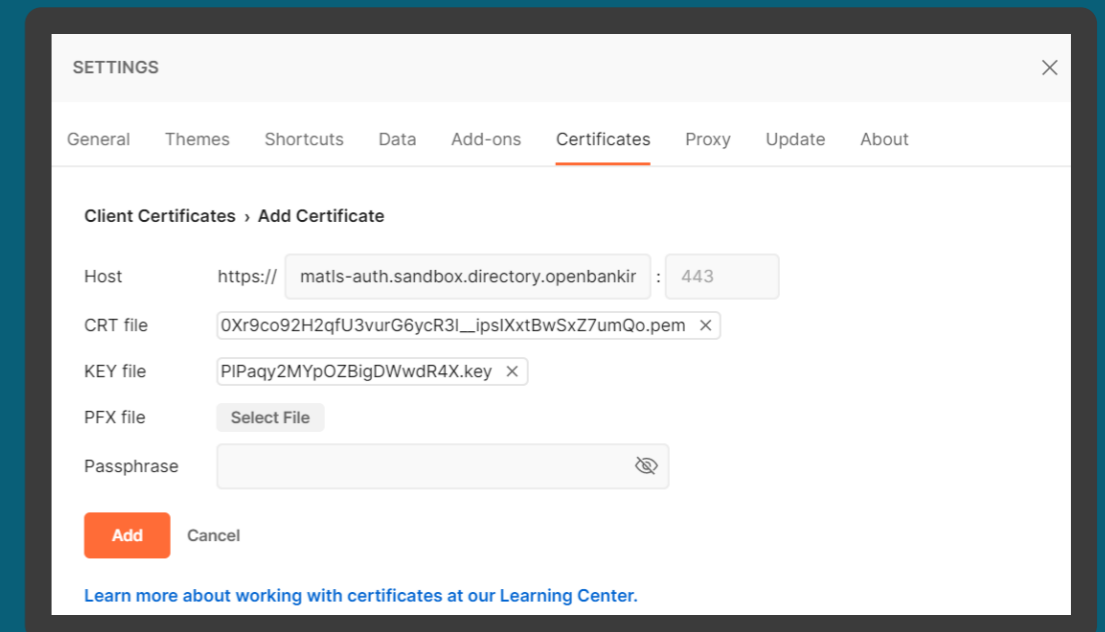 SETTINGS
General Themes Shortcuts Data Add-ons Certificates Proxy Update About
Client Certificates › Add Certificate
Host https:// matls-auth.sandbox.directory.openbankir : 443
CRT file 0Xr9co92H2qfU3vurG6ycR3l__ipsIXxtBwSxZ7umQo.pem ×
KEY file PIPaqy2MYpOZBigDWwdR4X.key ×
PFX file Select File
Passphrase
Add Cancel
Learn more about working with certificates at our Learning Center.